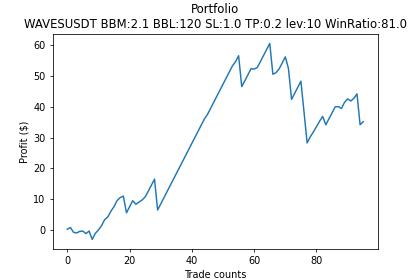 Portfolio
WAVESUSDT BBM:2.1 BBL:120 SL:1.0 TP:0.2 lev:10 WinRatio:81.0
Profit ($)
60
50
40
30
20
10
0
0 20 40 60 80
Trade counts